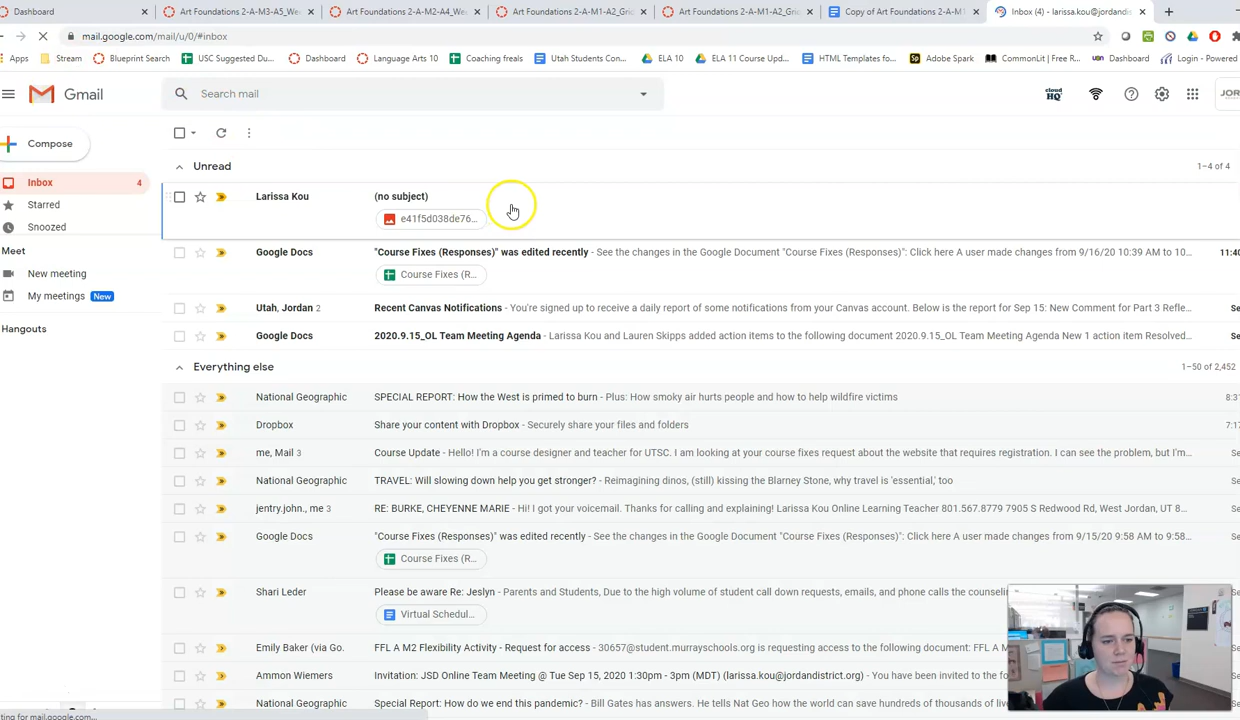 Dashboard Art Foundations 2-A-M3-A5_We Art Foundations 2-M2-A4_We Art Foundations 2-A-M1-A2_Gri Art Foundations 2-A-M1-A2_Gri Copy of Art Foundations 2-A-M1 Inbox (4) - larissa.kou@jordandis
mail.google.com/mail/u/0/#inbox
Apps Stream Blueprint Search USC Suggested Du... Dashboard Language Arts 10 Coaching freals Utah Students Con... ELA 10 ELA 11 Course Upd... HTML Templates fo... Adobe Spark CommonLit | Free R... Dashboard Login - Powered
Gmail Search mail cloud HQ JOR
Compose
Unread 1–4 of 4
Inbox 4
Larissa Kou (no subject)
Starred
e41f5d038de76...
Snoozed
Meet
Google Docs "Course Fixes (Responses)" was edited recently - See the changes in the Google Document "Course Fixes (Responses)": Click here A user made changes from 9/16/20 10:39 AM to 10... 11:40
New meeting
Course Fixes (R...
My meetings New
Utah, Jordan 2 Recent Canvas Notifications - You're signed up to receive a daily report of some notifications from your Canvas account. Below is the report for Sep 15: New Comment for Part 3 Refle... Se
Hangouts
Google Docs 2020.9.15_OL Team Meeting Agenda - Larissa Kou and Lauren Skipps added action items to the following document 2020.9.15_OL Team Meeting Agenda New 1 action item Resolved... Se
Everything else 1–50 of 2,452
National Geographic SPECIAL REPORT: How the West is primed to burn - Plus: How smoky air hurts people and how to help wildfire victims 8:31
Dropbox Share your content with Dropbox - Securely share your files and folders 7:17
me, Mail 3 Course Update - Hello! I'm a course designer and teacher for UTSC. I am looking at your course fixes request about the website that requires registration. I can see the problem, but I'm... Se
National Geographic TRAVEL: Will slowing down help you get stronger? - Reimagining dinos, (still) kissing the Blarney Stone, why travel is 'essential,' too Se
jentry.john., me 3 RE: BURKE, CHEYENNE MARIE - Hi! I got your voicemail. Thanks for calling and explaining! Larissa Kou Online Learning Teacher 801.567.8779 7905 S Redwood Rd, West Jordan, UT 8... Se
Google Docs "Course Fixes (Responses)" was edited recently - See the changes in the Google Document "Course Fixes (Responses)": Click here A user made changes from 9/15/20 9:58 AM to 9:58... Se
Course Fixes (R...
Shari Leder Please be aware Re: Jeslyn - Parents and Students, Due to the high volume of student call down requests, emails, and phone calls the counseli
Virtual Schedul...
Emily Baker (via Go. FFL A M2 Flexibility Activity - Request for access - 30657@student.murrayschools.org is requesting access to the following document: FFL A M
Ammon Wiemers Invitation: JSD Online Team Meeting @ Tue Sep 15, 2020 1:30pm - 3pm (MDT) (larissa.kou@jordandistrict.org) - You have been invited to the fo
National Geographic Special Report: How do we end this pandemic? - Bill Gates has answers. He tells Nat Geo how the world can save hundreds of thousands
ting for mail.google.com...